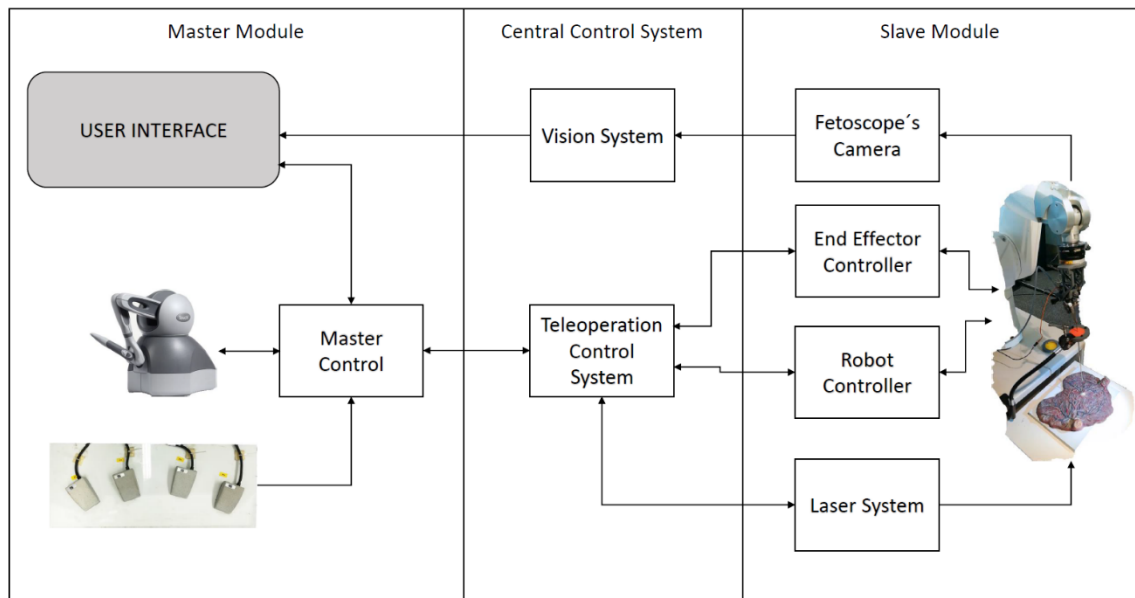 Master Module
Central Control System
Slave Module
USER INTERFACE
Vision System
Fetoscope´s
Camera
End Effector
Controller
Master
Control
Teleoperation
Control
System
Robot
Controller
Laser System